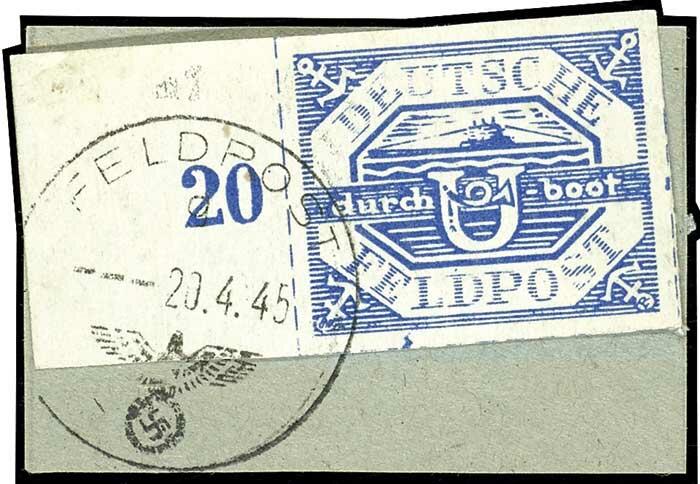 DEUTSCHE
durch U boot
FELDPOST
20
FELDPOST
20.4.45